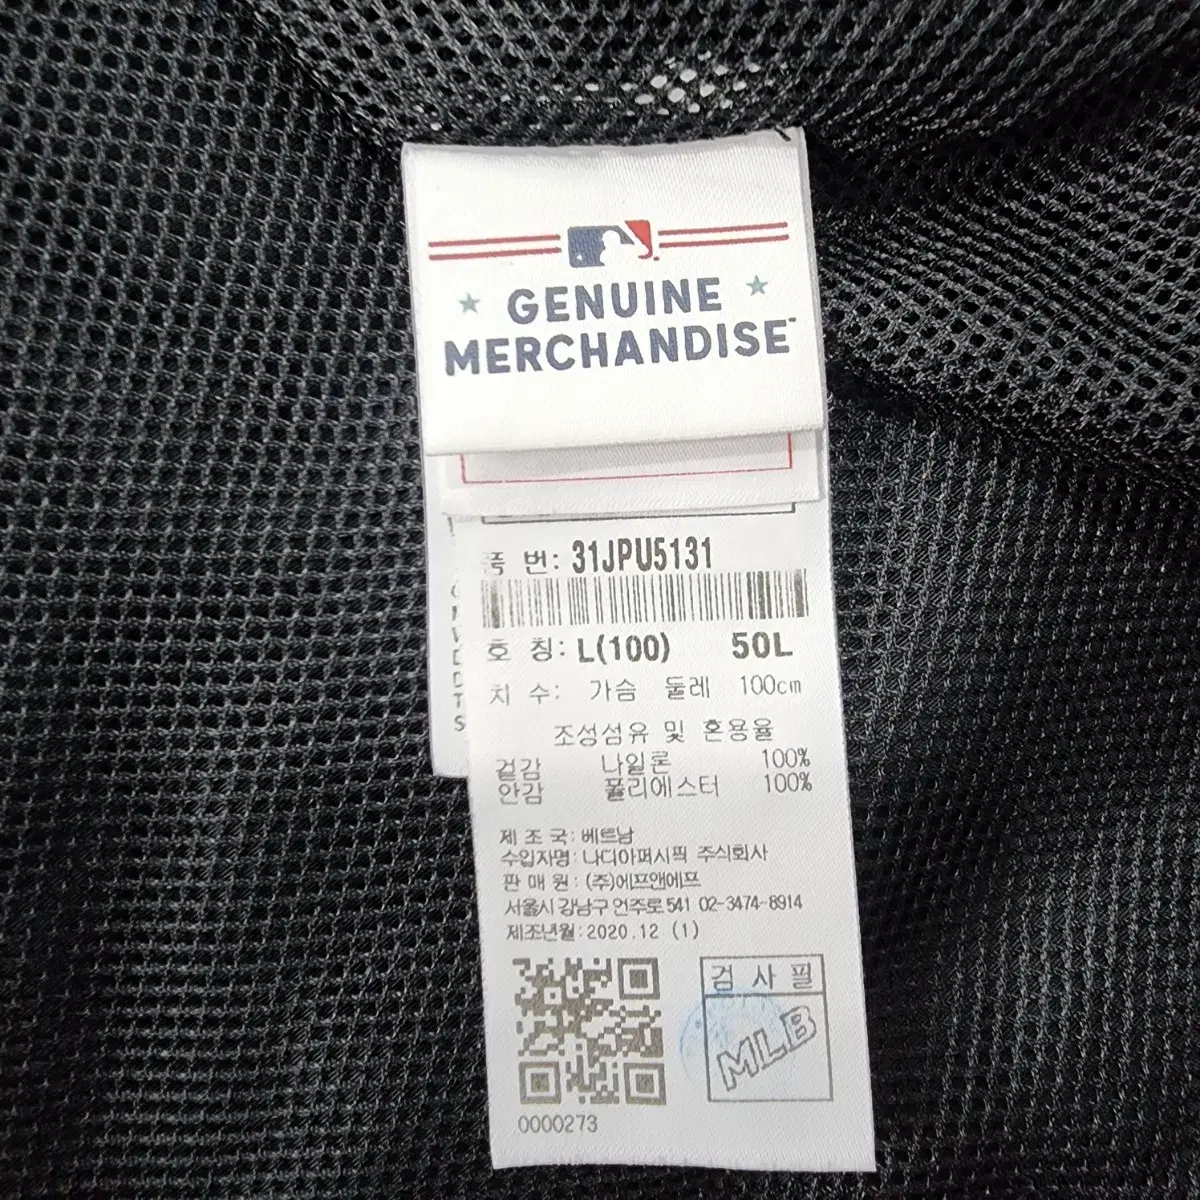 GENUINE
MERCHANDISE
품 번: 31JPU5131
호 칭: L(100) 50L
치 수: 가슴 둘레 100cm
조성섬유 및 혼용율
겉감 나일론 100%
안감 폴리에스터 100%
제 조 국: 베트남
수입자명: 나디아퍼시픽 주식회사
판 매 원: (주)에프앤에프
서울시 강남구 언주로 541 02-3474-8914
제조년월: 2020.12 (1)
검 사 필
MLB
0000273